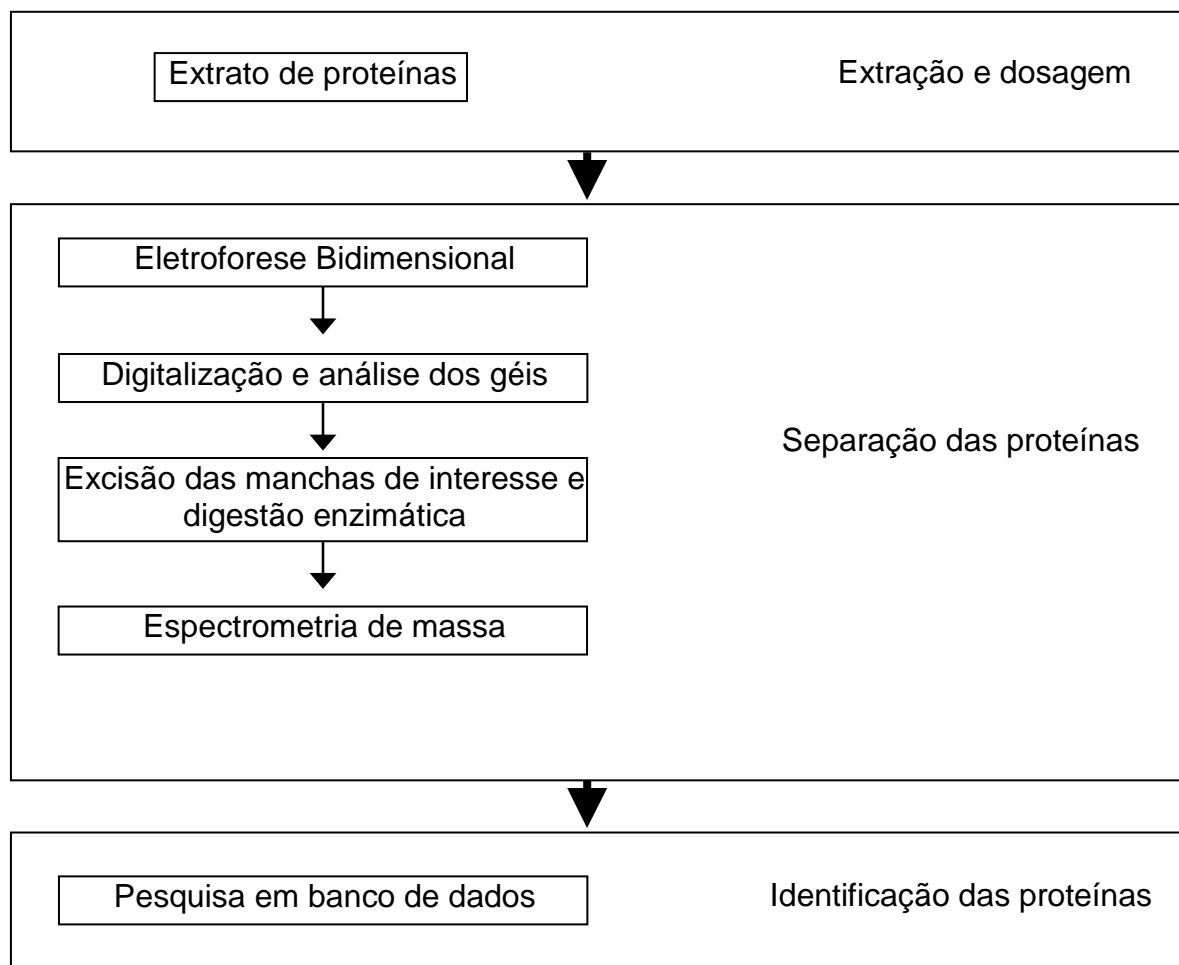 Extrato de proteínas
Extração e dosagem
Eletroforese Bidimensional
Digitalização e análise dos géis
Excisão das manchas de interesse e
digestão enzimática
Espectrometria de massa
Separação das proteínas
Pesquisa em banco de dados
Identificação das proteínas